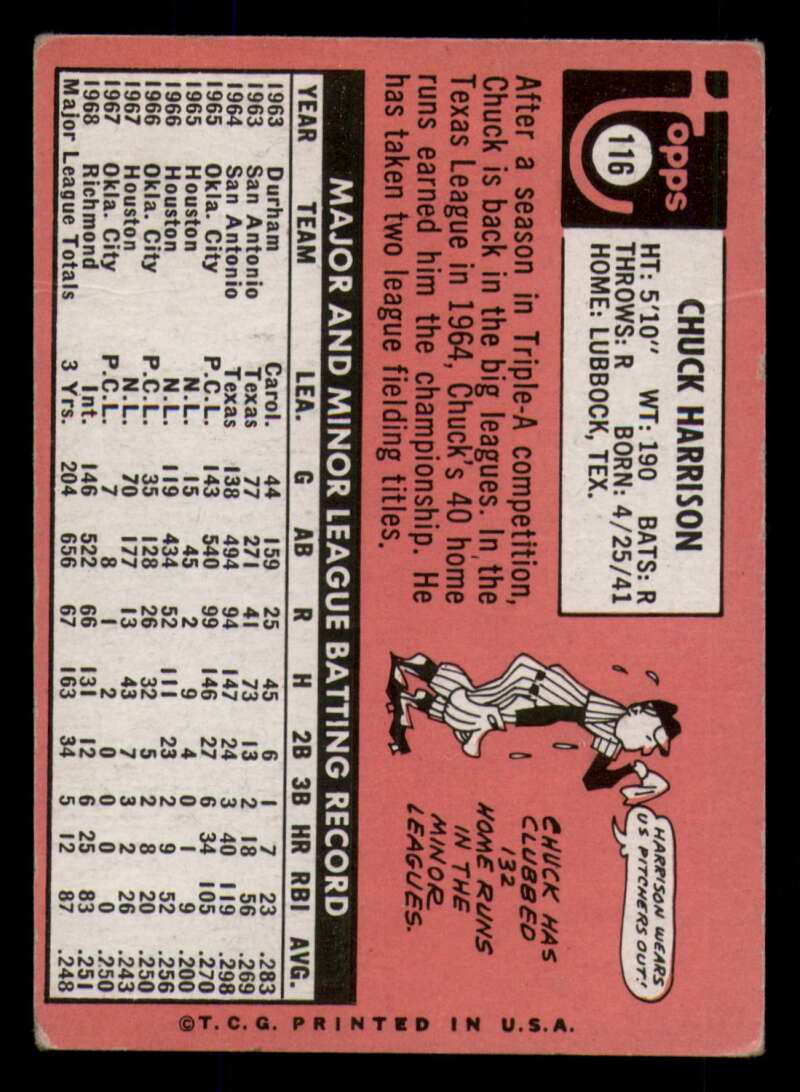 Topps
116
CHUCK HARRISON
HT: 5'10" WT: 190 BATS: R
THROWS: R BORN: 4/25/41
HOME: LUBBOCK, TEX.
After a season in Triple-A competition,
Chuck is back in the big leagues. In the
Texas League in 1964, Chuck's 40 home
runs earned him the championship. He
has taken two league fielding titles.
HARRISON WEARS
US PITCHERS OUT!
CHUCK HAS
CLUBBED
132
HOME RUNS
IN THE
MINOR
LEAGUES.
MAJOR AND MINOR LEAGUE BATTING RECORD
YEAR TEAM LEA. G AB R H 2B 3B HR RBI AVG.
1963 Durham Carol. 44 159 25 45 6 1 7 23 .283
1963 San Antonio Texas 77 271 41 73 13 2 18 56 .269
1964 San Antonio Texas 138 494 94 147 24 3 40 119 .298
1965 Okla. City P.C.L. 143 540 99 146 27 6 34 105 .270
1965 Houston N.L. 15 45 2 9 4 0 1 9 .200
1966 Houston N.L. 119 434 52 111 23 2 9 52 .256
1966 Okla. City P.C.L. 35 128 26 32 5 2 8 20 .250
1967 Houston N.L. 70 177 13 43 7 3 2 26 .243
1967 Okla. City P.C.L. 7 8 1 2 0 0 0 0 .250
1968 Richmond Int. 146 522 66 131 12 6 25 83 .251
Major League Totals 3 Yrs. 204 656 67 163 34 5 12 87 .248
©T.C.G. PRINTED IN U.S.A.